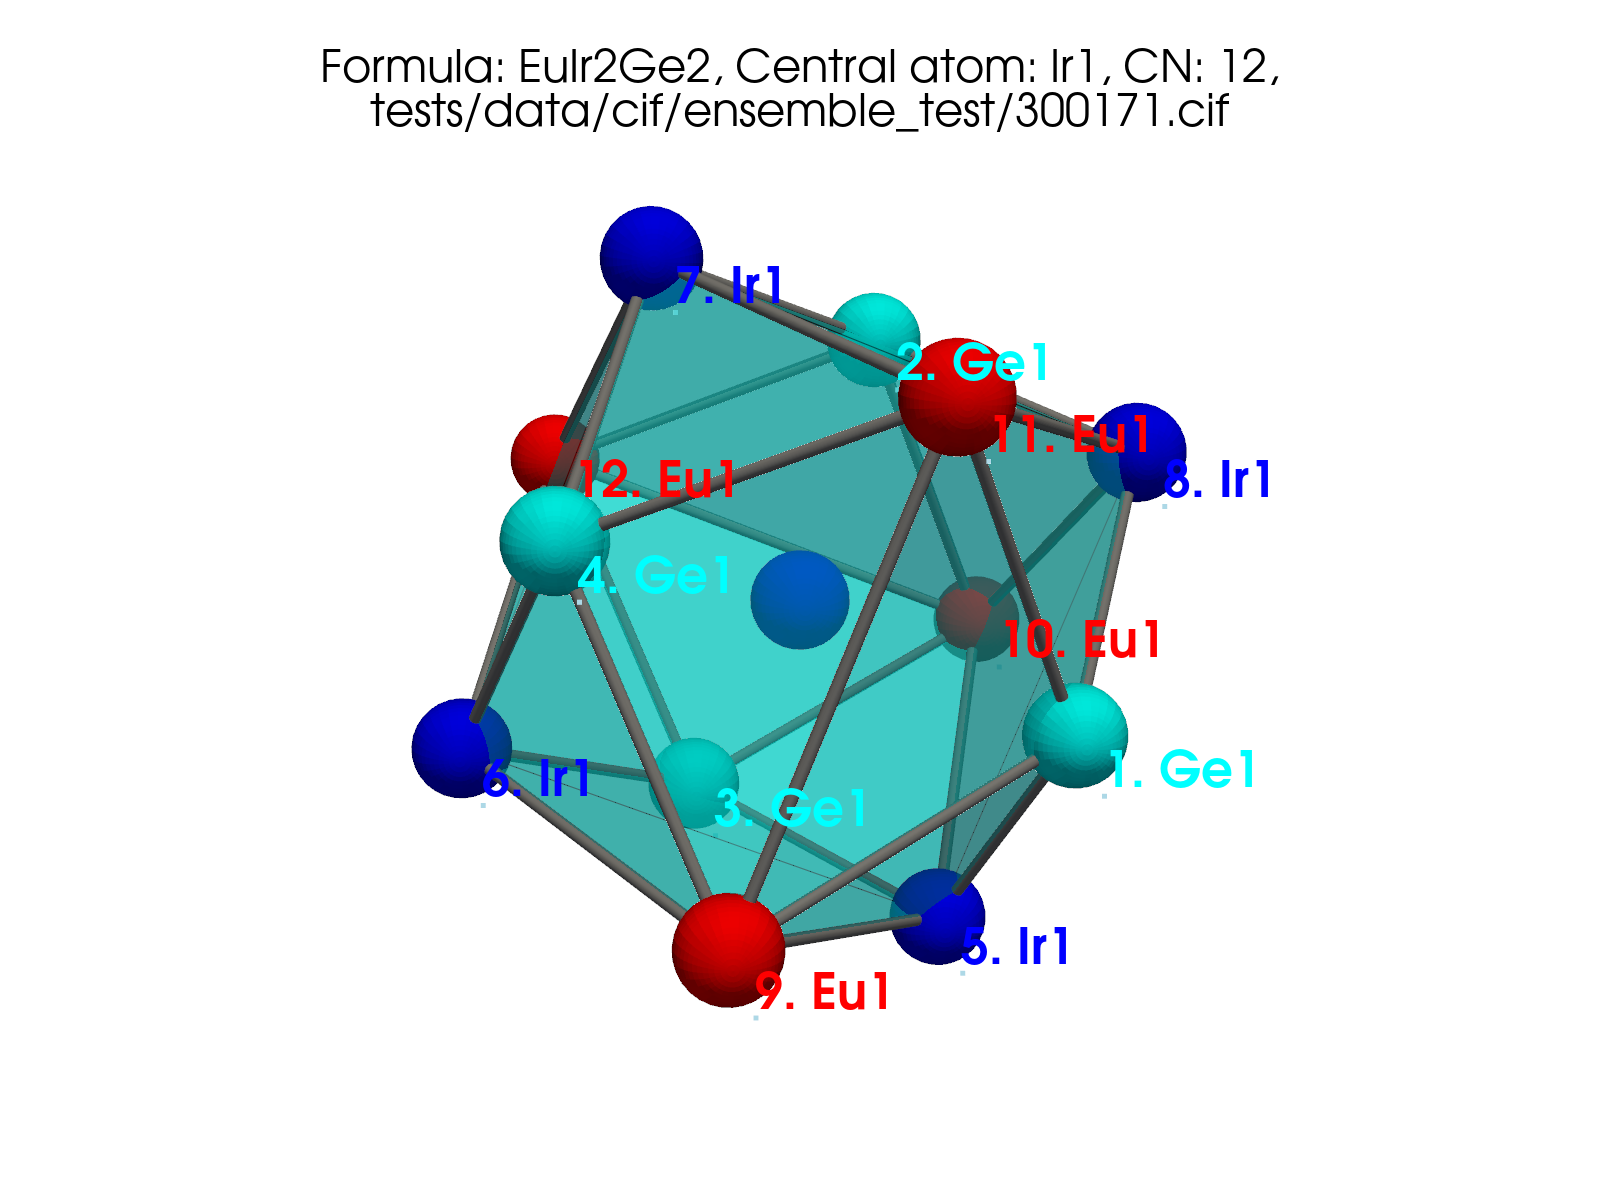 Formula: EuIr2Ge2, Central atom: Ir1, CN: 12,
tests/data/cif/ensemble_test/300171.cif
7. Ir1
2. Ge1
11. Eu1
12. Eu1
8. Ir1
4. Ge1
10. Eu1
6. Ir1
3. Ge1
1. Ge1
5. Ir1
9. Eu1